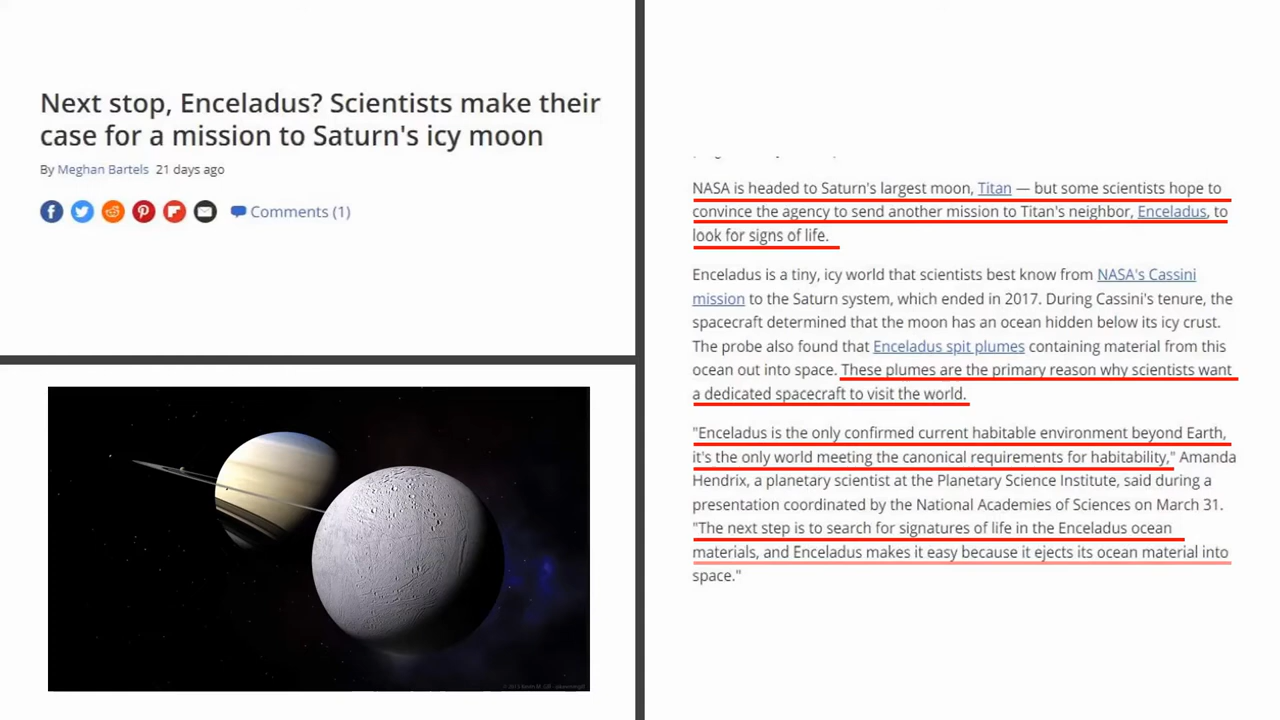 Next stop, Enceladus? Scientists make their
case for a mission to Saturn's icy moon
By Meghan Bartels 21 days ago
Comments (1)
NASA is headed to Saturn's largest moon, Titan — but some scientists hope to
convince the agency to send another mission to Titan's neighbor, Enceladus, to
look for signs of life.
Enceladus is a tiny, icy world that scientists best know from NASA's Cassini
mission to the Saturn system, which ended in 2017. During Cassini's tenure, the
spacecraft determined that the moon has an ocean hidden below its icy crust.
The probe also found that Enceladus spit plumes containing material from this
ocean out into space. These plumes are the primary reason why scientists want
a dedicated spacecraft to visit the world.
"Enceladus is the only confirmed current habitable environment beyond Earth,
it's the only world meeting the canonical requirements for habitability," Amanda
Hendrix, a planetary scientist at the Planetary Science Institute, said during a
presentation coordinated by the National Academies of Sciences on March 31.
"The next step is to search for signatures of life in the Enceladus ocean
materials, and Enceladus makes it easy because it ejects its ocean material into
space."